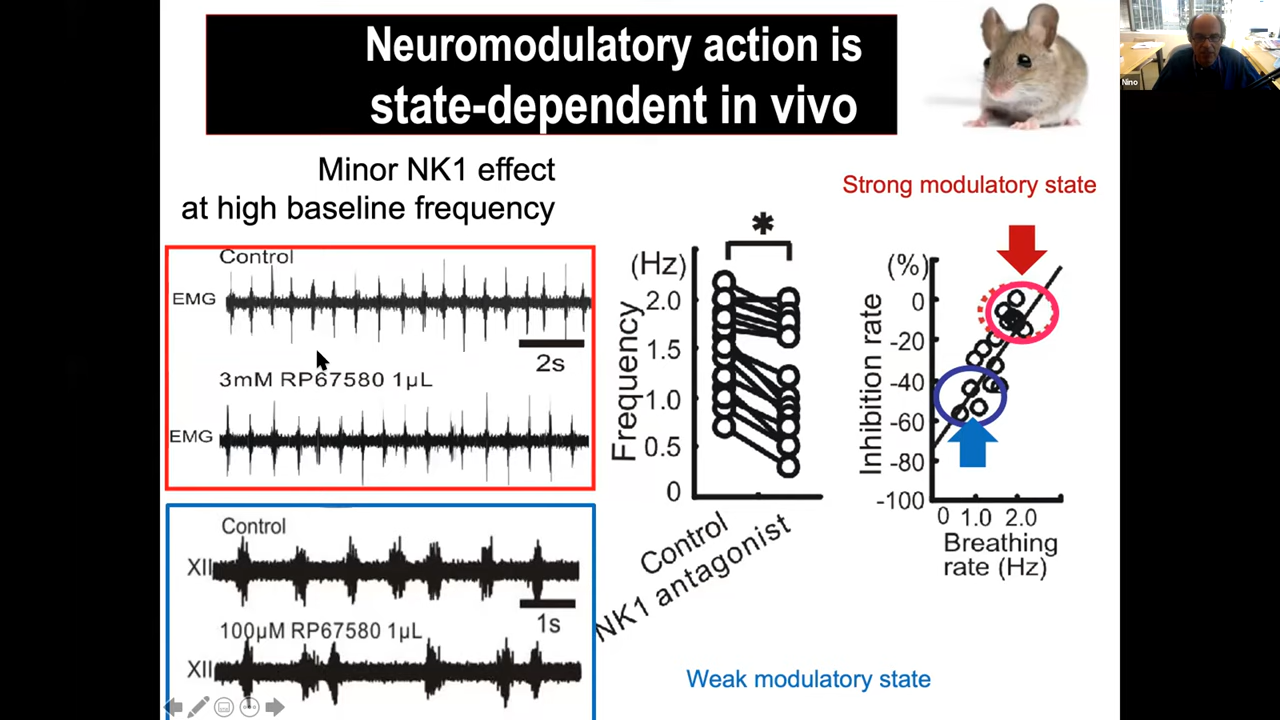 Neuromodulatory action is
state-dependent in vivo
Nino
Minor NK1 effect
at high baseline frequency
Strong modulatory state
Control
EMG
2s
3mM RP67580 1µL
EMG
Control
XII
1s
100µM RP67580 1µL
XII
*
(Hz)
Frequency
2.0
1.5
1.0
0.5
0
Control
NK1 antagonist
(%)
Inhibition rate
0
-20
-40
-60
-80
-100
0 1.0 2.0
Breathing
rate (Hz)
Weak modulatory state